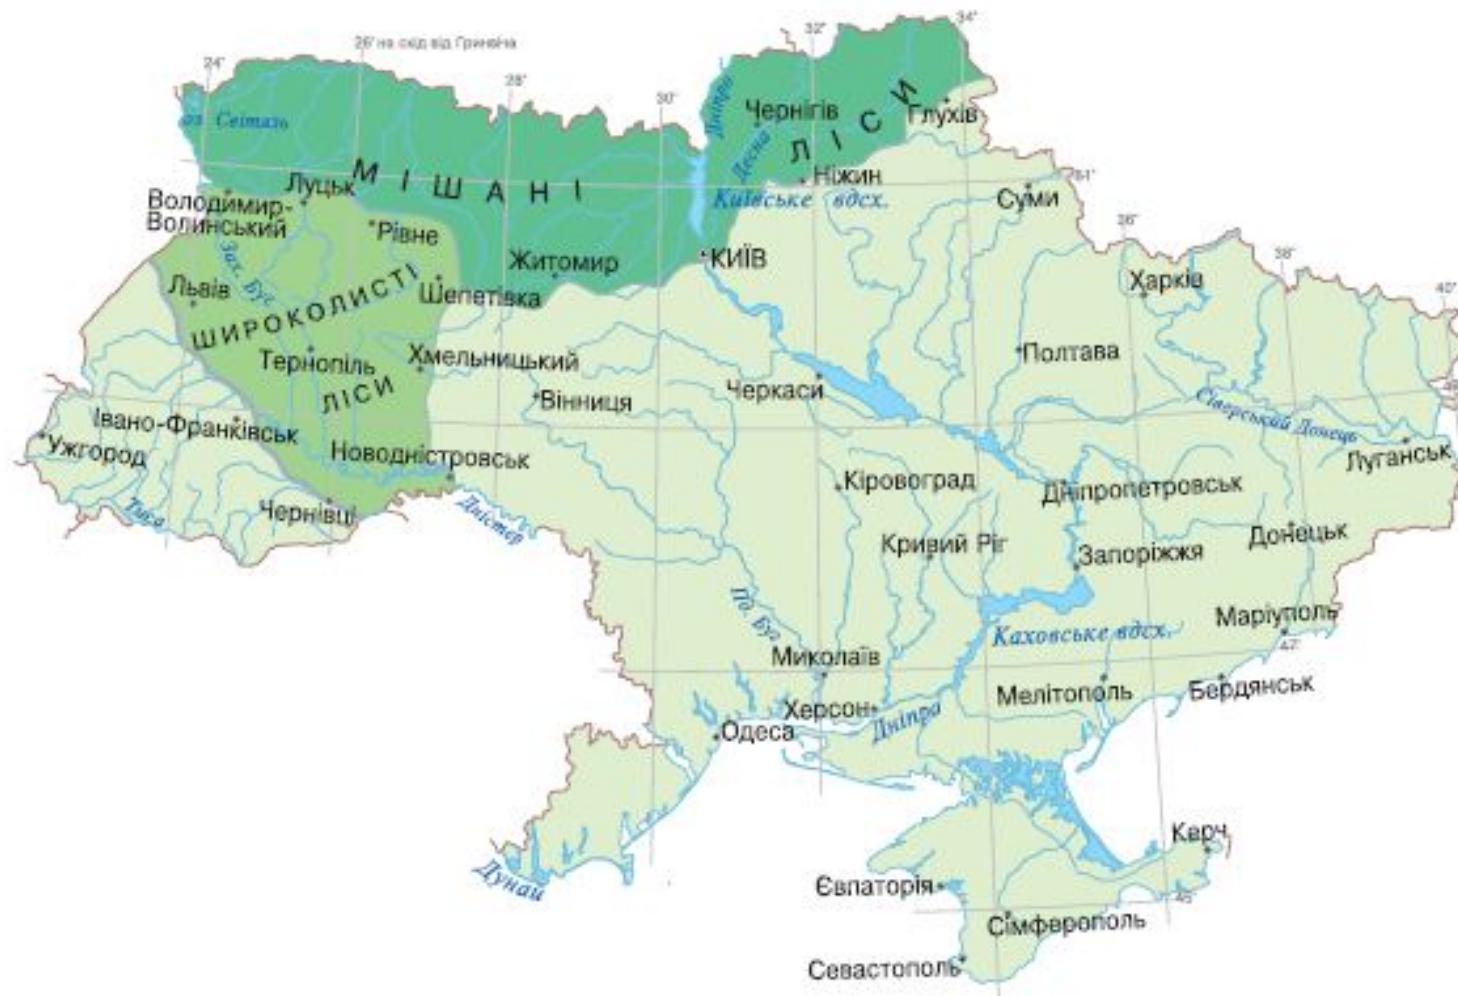 34°
32°
26° на схід від Гринвіча
24°
28°
30°
Дніпро
оз. Світязь
Чернігів
Глухів
ЛІСИ
Десна
МІШАНІ
Луцьк
Ніжин
51°
Володимир-
Волинський
Київське вдсх.
Суми
Рівне
36°
Зах. Буг
КИЇВ
Житомир
38°
Львів
Шепетівка
Харків
40°
ШИРОКОЛИСТІ
Тернопіль
Хмельницький
Полтава
ЛІСИ
Вінниця
Черкаси
Сіверський Донець
Івано-Франківськ
Ужгород
Новодністровськ
Луганськ
Кіровоград
Дніпропетровськ
Тиса
Чернівці
Дністер
Кривий Ріг
Запоріжжя
Донецьк
Пд. Буг
Маріуполь
Каховське вдсх.
47°
Миколаїв
Мелітополь
Бердянськ
Херсон
Дніпро
Одеса
Керч
Дунай
Євпаторія
45°
Сімферополь
Севастополь